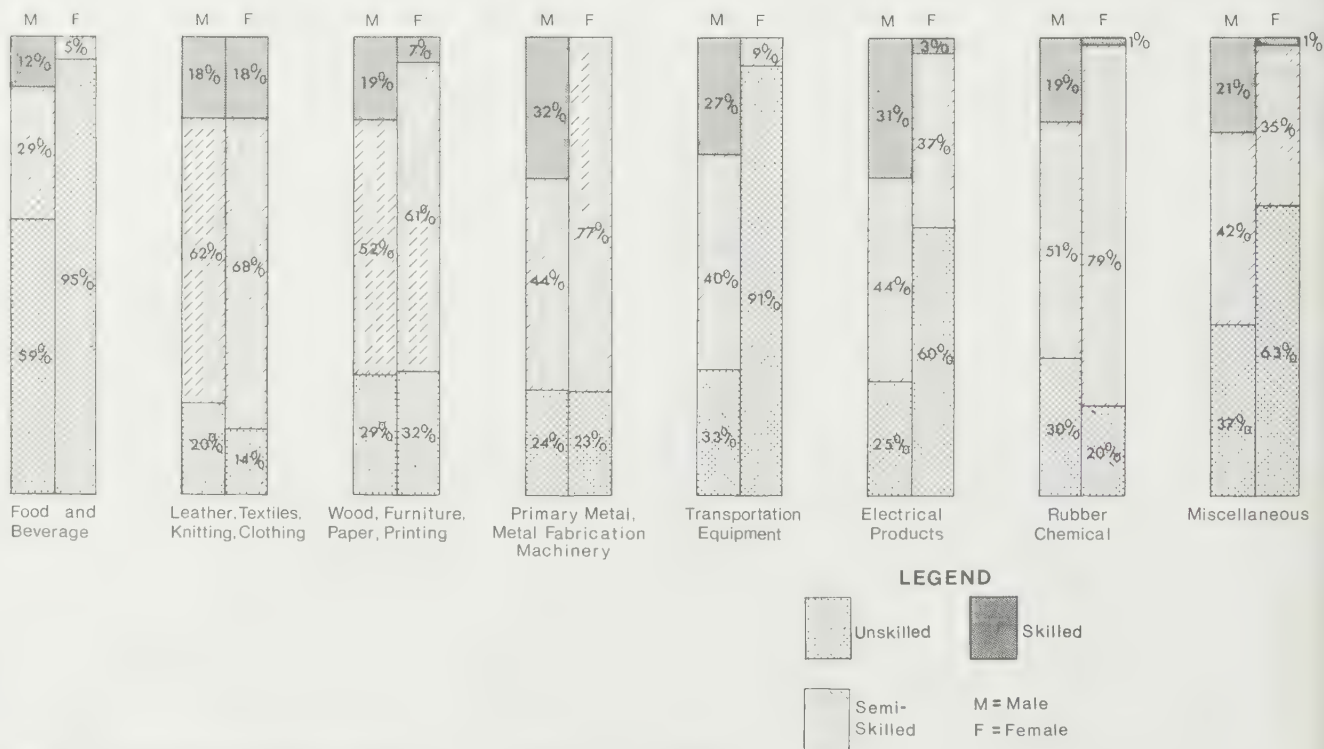 M F M F M F M F M F M F M F M F
12% 5%
29%
59% 95%
Food and
Beverage
18% 18%
62% 68%
20% 14%
Leather, Textiles,
Knitting, Clothing
19% 7%
52% 61%
29% 32%
Wood, Furniture,
Paper, Printing
32%
44% 77%
24% 23%
Primary Metal,
Metal Fabrication
Machinery
27% 9%
40% 91%
33%
Transportation
Equipment
31% 3%
44% 37%
25% 60%
Electrical
Products
19% 1%
51% 79%
30% 20%
Rubber
Chemical
21% 1%
42% 35%
37% 63%
Miscellaneous
LEGEND
Unskilled Skilled
Semi-
Skilled
M = Male
F = Female